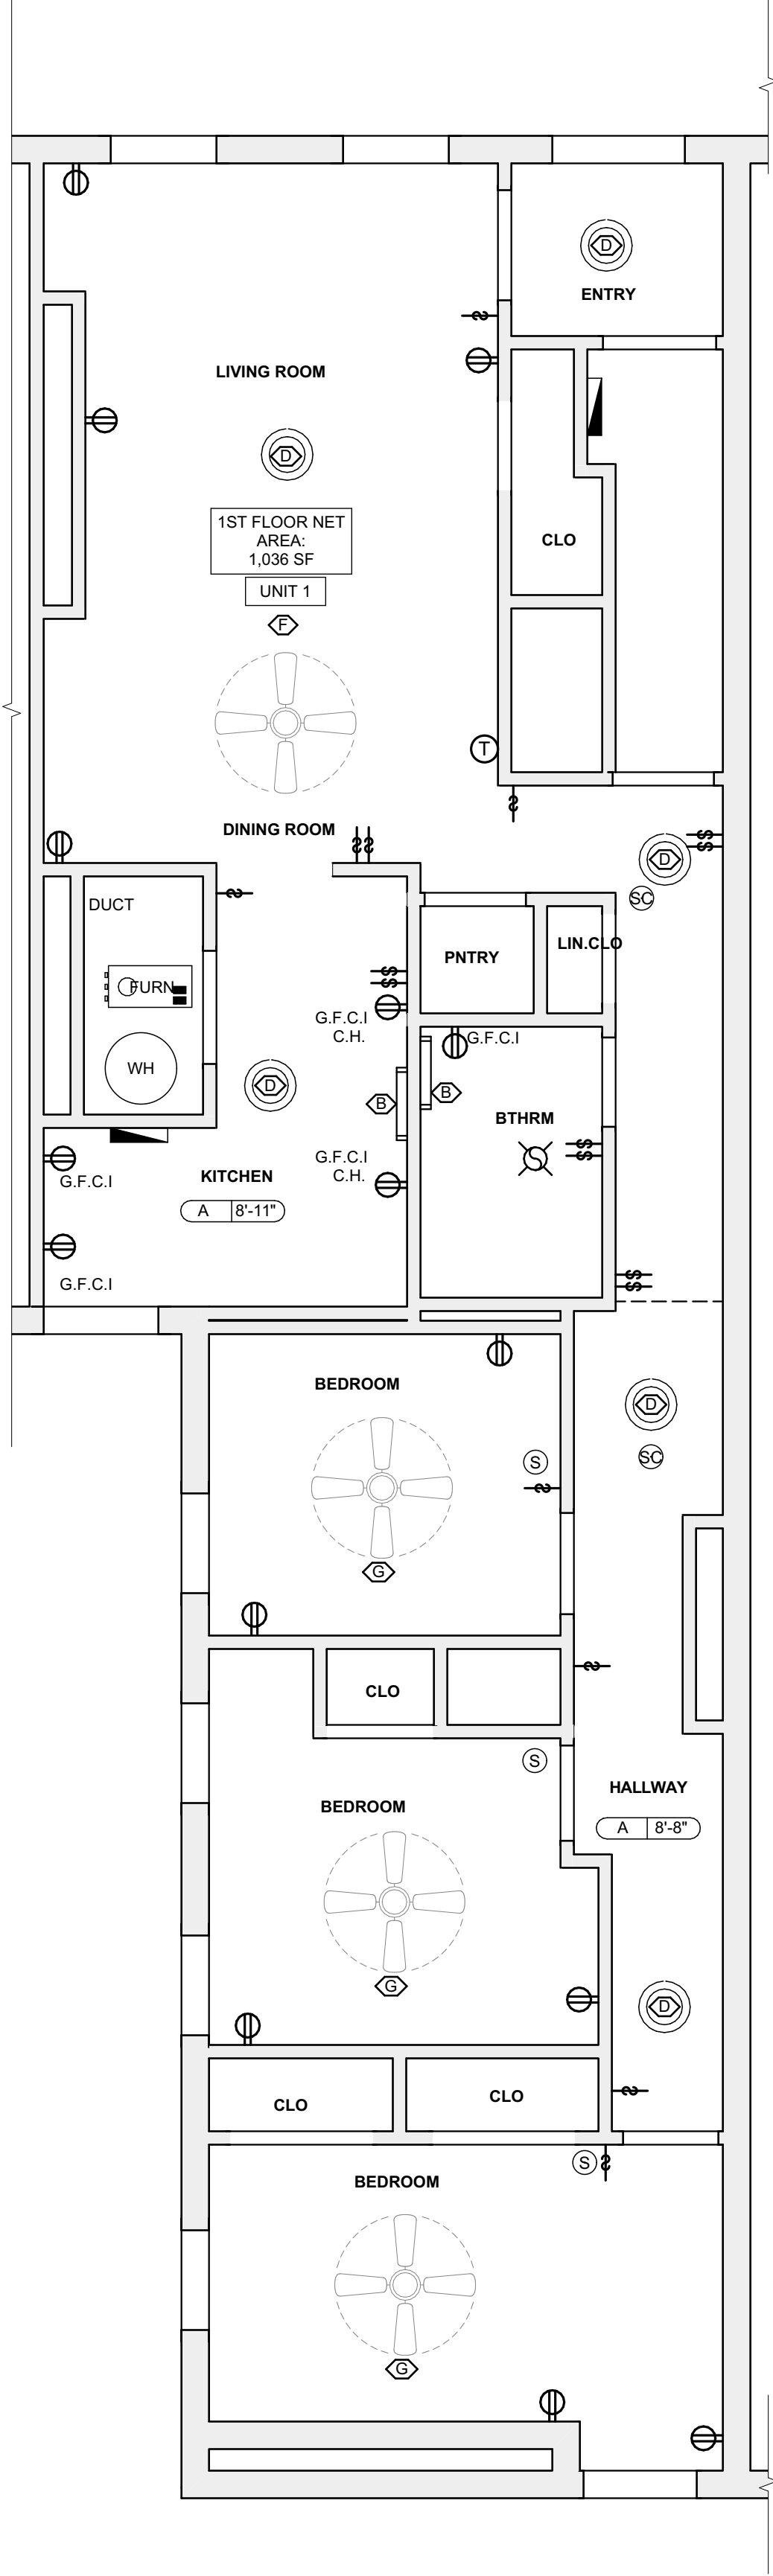 D
ENTRY
LIVING ROOM
D
1ST FLOOR NET
AREA:
1,036 SF
UNIT 1
F
CLO
T
DINING ROOM
D
SC
DUCT
FURN
WH
PNTRY
LIN.CLO
G.F.C.I
C.H.
G.F.C.I
D
B
B
BTHRM
G.F.C.I
C.H.
KITCHEN
A 8'-11"
G.F.C.I
G.F.C.I
BEDROOM
D
SC
S
G
CLO
S
HALLWAY
A 8'-8"
BEDROOM
G
D
CLO
CLO
S
BEDROOM
G